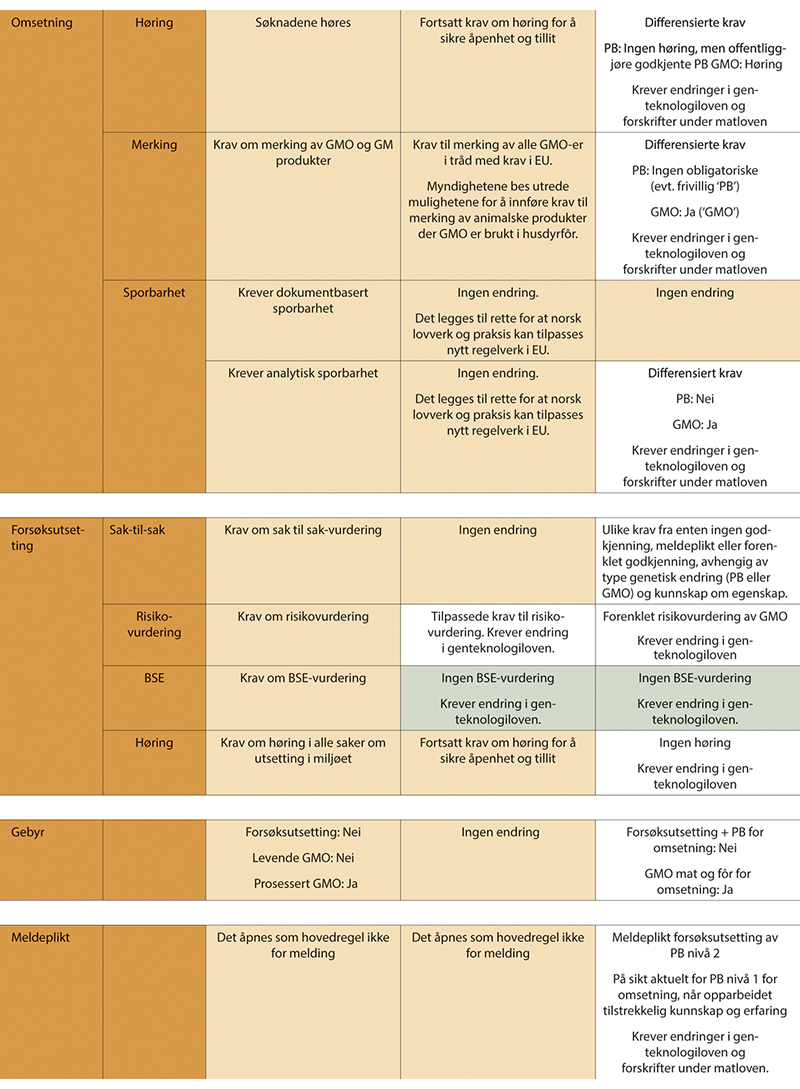 Omsetning
Høring
Søknadene høres
Fortsatt krav om høring for å
sikre åpenhet og tillit
Differensierte krav
PB: Ingen høring, men offentligg-
jøre godkjente PB GMO: Høring
Krever endringer i gen-
teknologiloven og
forskrifter under matloven
Merking
Krav om merking av GMO og GM
produkter
Krav til merking av alle GMO-er
i tråd med krav i EU.
Myndighetene bes utrede
mulighetene for å innføre krav til
merking av animalske produkter
der GMO er brukt i husdyrfôr.
Differensierte krav
PB: Ingen obligatoriske
(evt. frivillig ‘PB’)
GMO: Ja (‘GMO’)
Krever endringer i gen-
teknologiloven og
forskrifter under matloven
Sporbarhet
Krever dokumentbasert
sporbarhet
Ingen endring.
Det legges til rette for at norsk
lovverk og praksis kan tilpasses
nytt regelverk i EU.
Ingen endring
Krever analytisk sporbarhet
Ingen endring.
Det legges til rette for at norsk
lovverk og praksis kan tilpasses
nytt regelverk i EU.
Differensiert krav
PB: Nei
GMO: Ja
Krever endringer i gen-
teknologiloven og
forskrifter under matloven
Forsøksutset-
ting
Sak-til-sak
Krav om sak til sak-vurdering
Ingen endring
Ulike krav fra enten ingen god-
kjenning, meldeplikt eller foren-
klet godkjenning, avhengig av
type genetisk endring (PB eller
GMO) og kunnskap om egenskap.
Risiko-
vurdering
Krav om risikovurdering
Tilpassede krav til risiko-
vurdering. Krever endring
i genteknologiloven.
Forenklet risikovurdering av GMO
Krever endring i gen-
teknologiloven
BSE
Krav om BSE-vurdering
Ingen BSE-vurdering
Krever endring i gen-
teknologiloven.
Ingen BSE-vurdering
Krever endring i gen-
teknologiloven.
Høring
Krav om høring i alle saker om
utsetting i miljøet
Fortsatt krav om høring for å
sikre åpenhet og tillit
Ingen høring
Krever endring i gen-
teknologiloven
Gebyr
Forsøksutsetting: Nei
Levende GMO: Nei
Prosessert GMO: Ja
Ingen endring
Forsøksutsetting + PB for
omsetning: Nei
GMO mat og fôr for
omsetning: Ja
Meldeplikt
Det åpnes som hovedregel ikke
for melding
Det åpnes som hovedregel ikke
for melding
Meldeplikt forsøksutsetting av
PB nivå 2
På sikt aktuelt for PB nivå 1 for
omsetning, når opparbeidet
tilstrekkelig kunnskap og erfaring
Krever endringer i gen-
teknologiloven og
forskrifter under matloven.